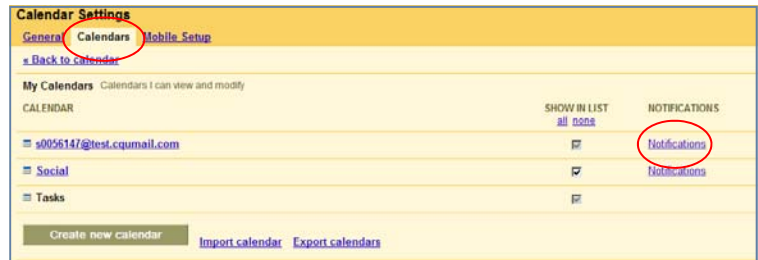 Calendar Settings
General Calendars Mobile Setup
« Back to calendar
My Calendars Calendars I can view and modify
CALENDAR SHOW IN LIST NOTIFICATIONS
all none
s0056147@test.cqumail.com Notifications
Social Notifications
Tasks
Create new calendar Import calendar Export calendars